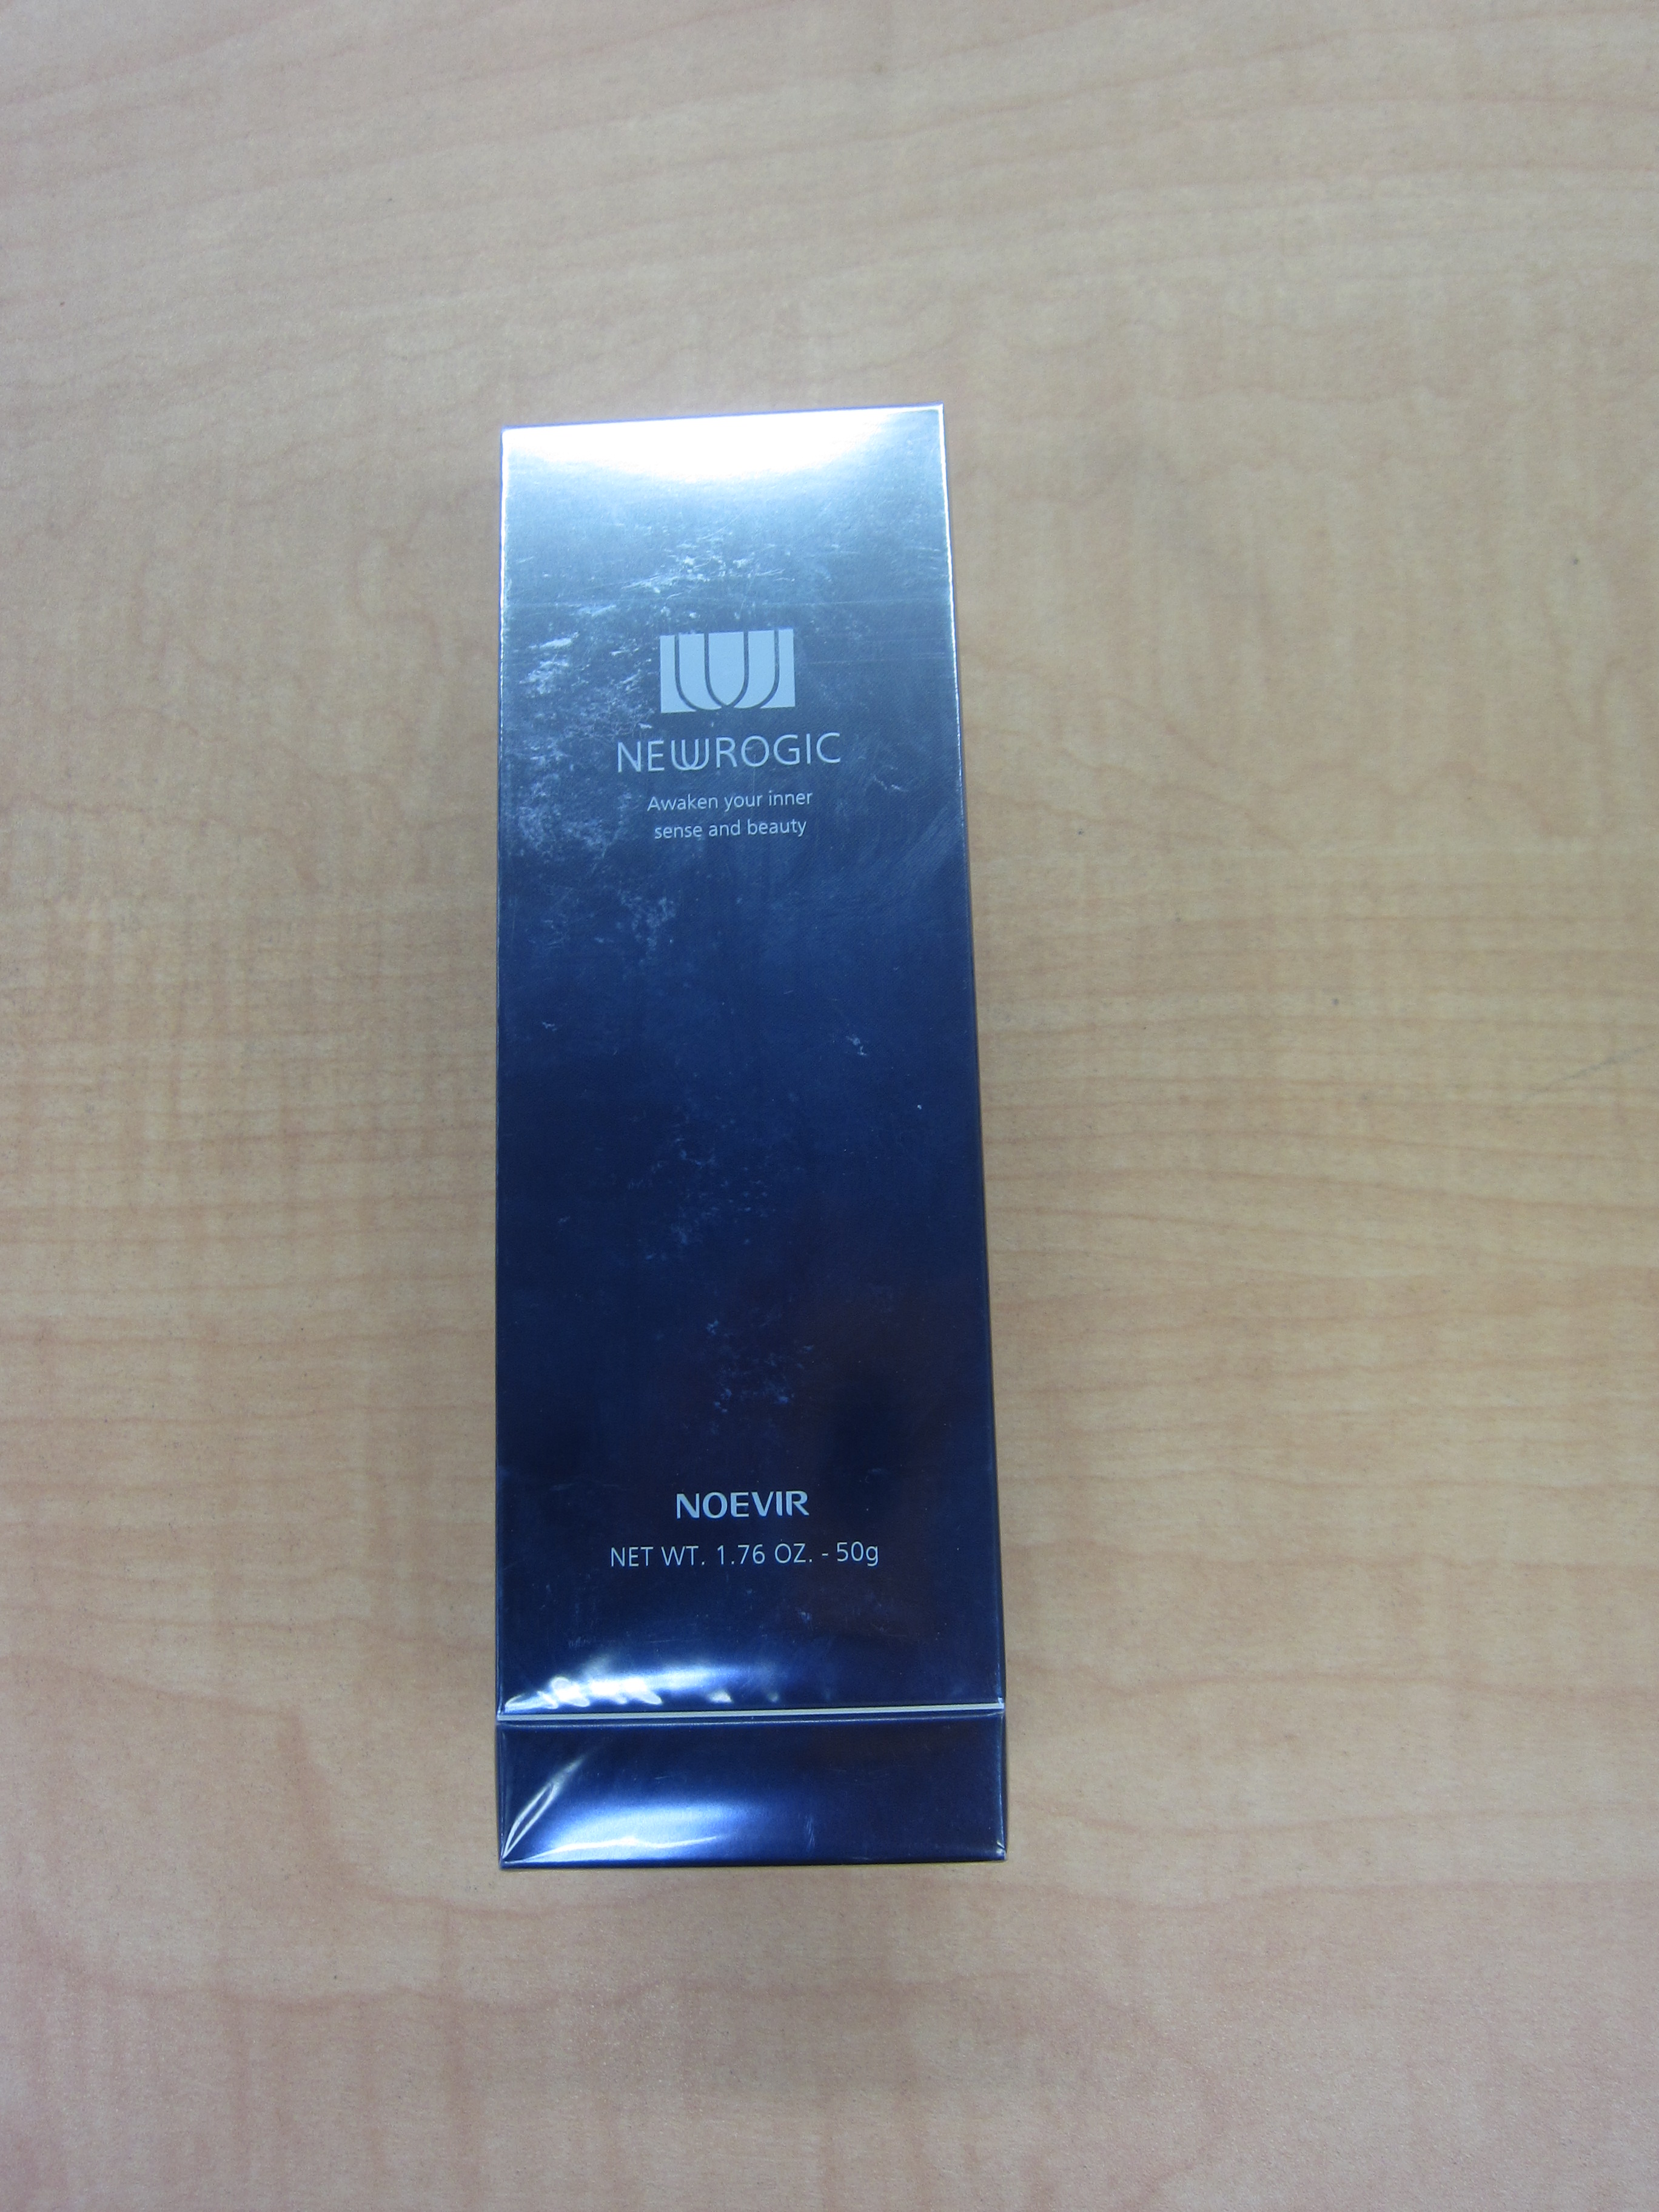 NEWROGIC
Awaken your inner
sense and beauty
NOEVIR
NET WT. 1.76 OZ. - 50g